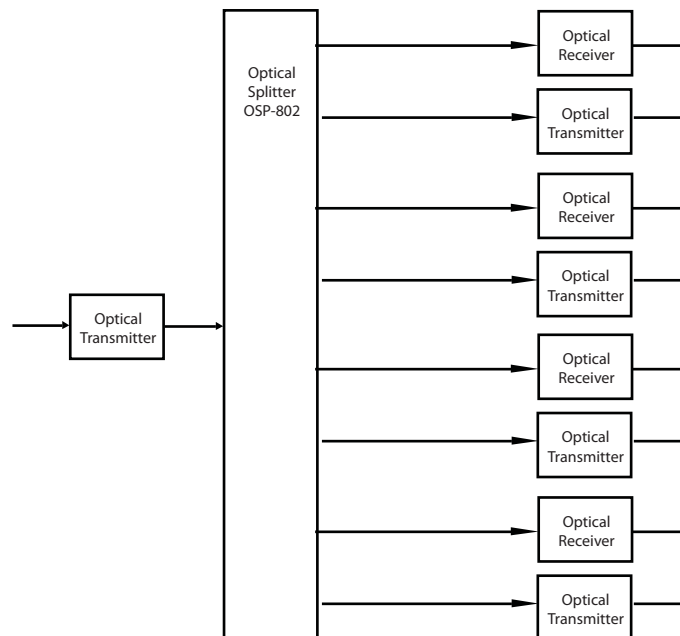 Optical
Splitter
OSP-802
Optical
Transmitter
Optical
Receiver
Optical
Transmitter
Optical
Receiver
Optical
Transmitter
Optical
Receiver
Optical
Transmitter
Optical
Receiver
Optical
Transmitter